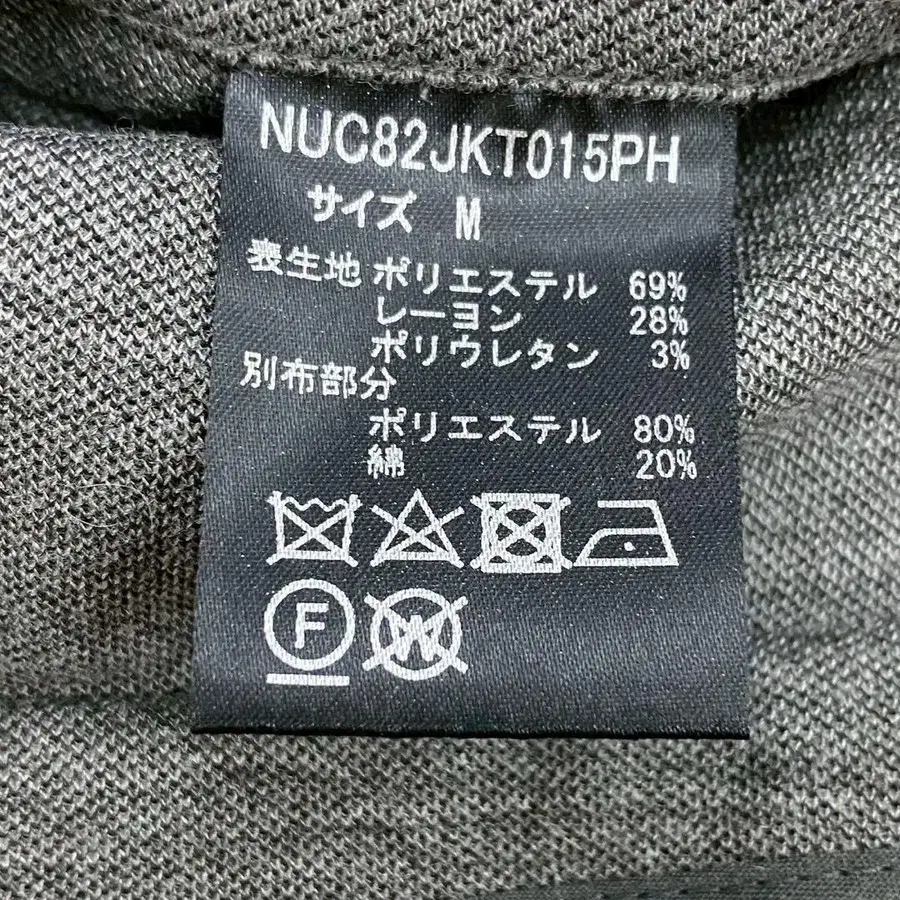 NUC82JKT015PH
サイズ M
表生地 ポリエステル 69%
レーヨン 28%
ポリウレタン 3%
別布部分
ポリエステル 80%
綿 20%
F W